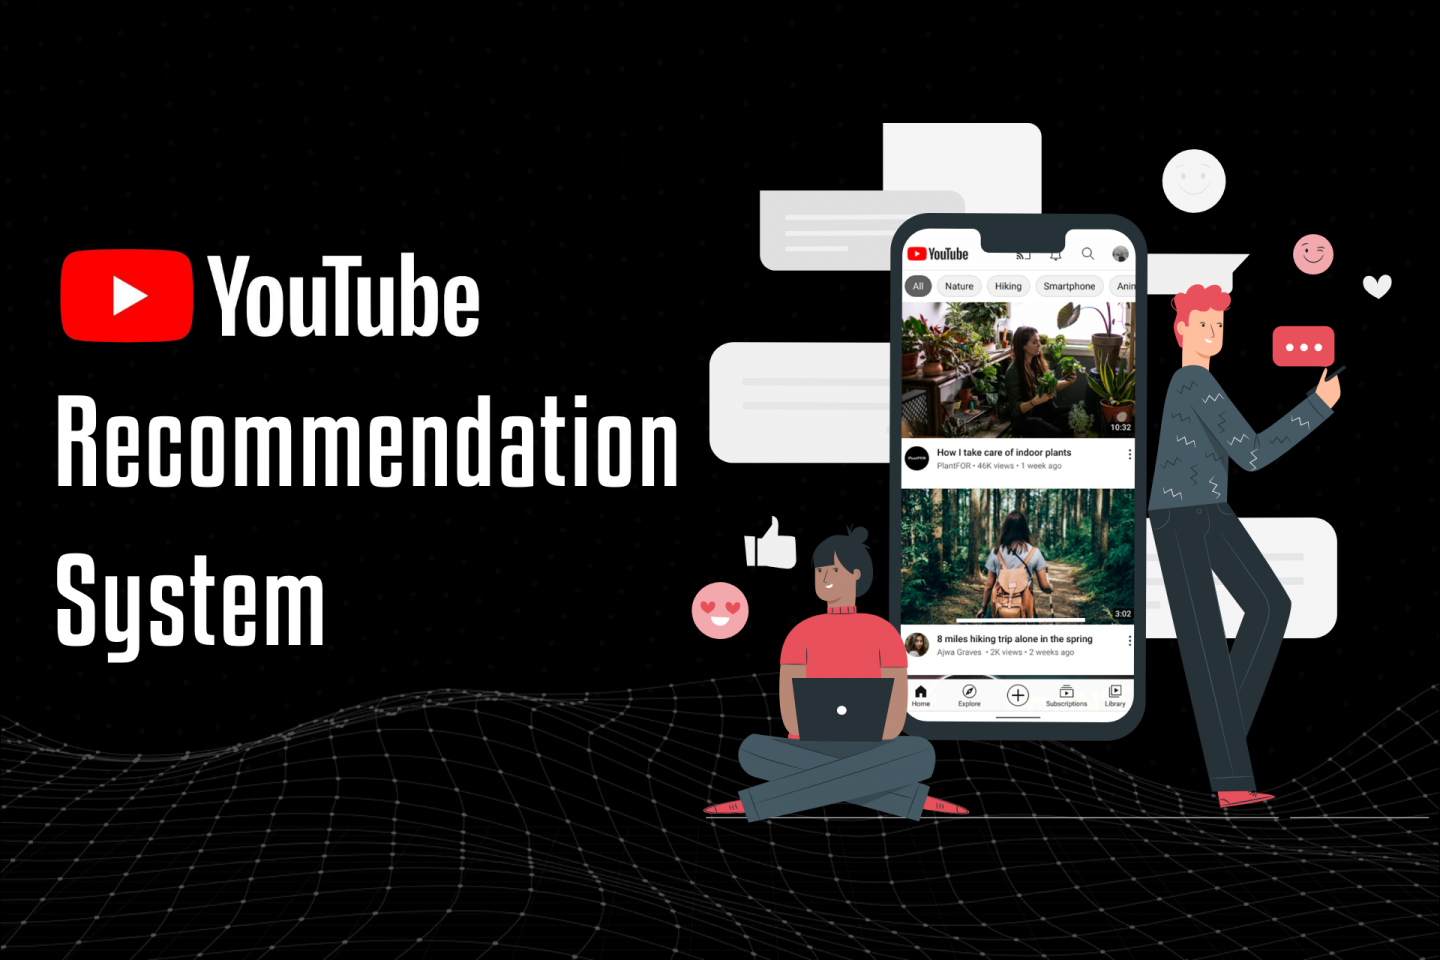 YouTube
Recommendation
System
YouTube
All
Nature
Hiking
Smartphone
Anin
10:32
How I take care of indoor plants
PlantFOR • 46K views • 1 week ago
PlantFOR
3:02
8 miles hiking trip alone in the spring
Ajwa Graves • 2K views • 2 weeks ago
Home
Explore
Subscriptions
Library